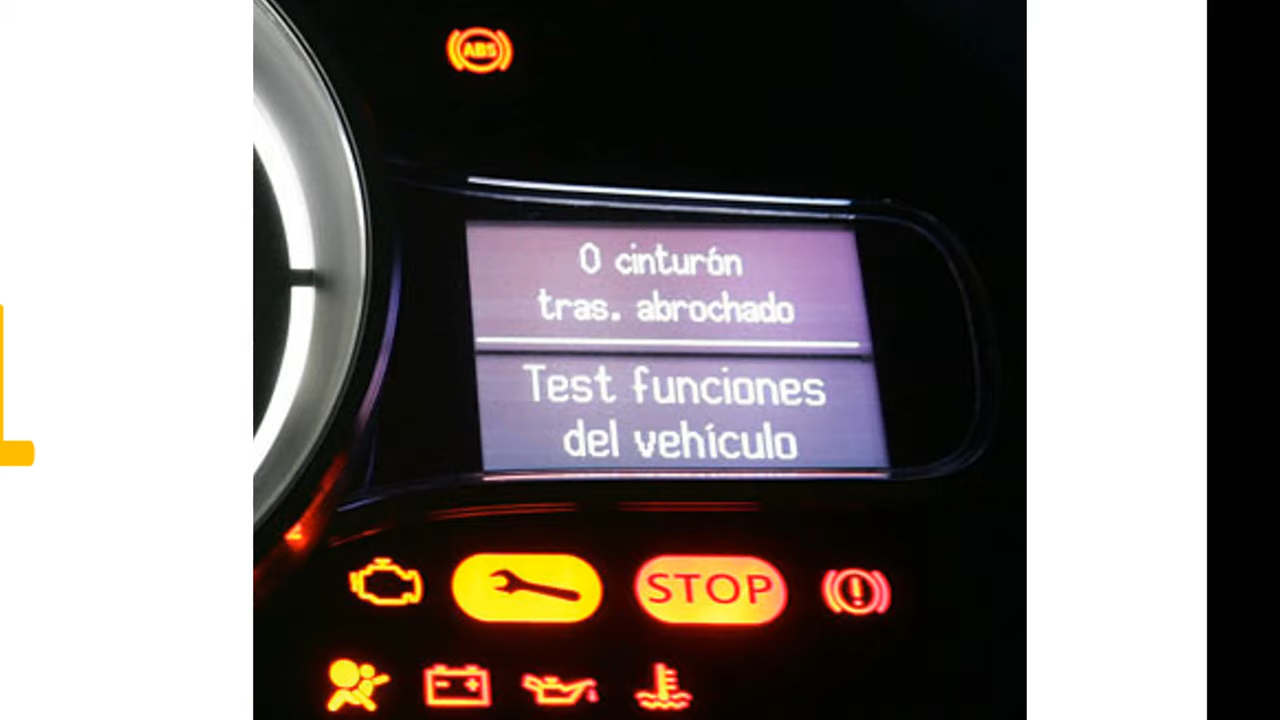 ABS
0 cinturón
tras. abrochado
Test funciones
del vehículo
STOP